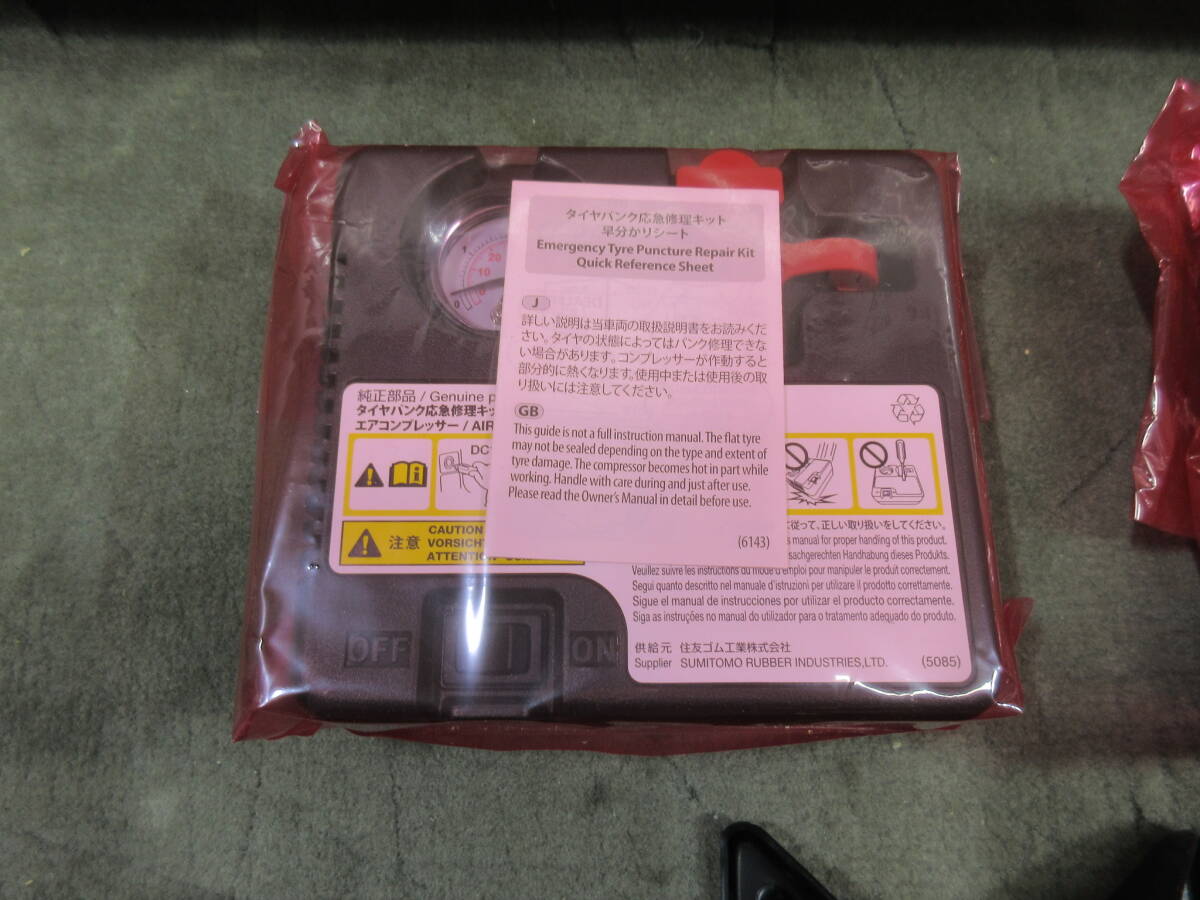 タイヤパンク応急修理キット
早分かりシート
Emergency Tyre Puncture Repair Kit
Quick Reference Sheet
J
詳しい説明は当車両の取扱説明書をお読みくだ
さい。タイヤの状態によってはパンク修理できな
い場合があります。コンプレッサーが作動すると
部分的に熱くなります。使用中または使用後の取
り扱いには注意してください。
GB
This guide is not a full instruction manual. The flat tyre
may not be sealed depending on the type and extent of
tyre damage. The compressor becomes hot in part while
working. Handle with care during and just after use.
Please read the Owner's Manual in detail before use.
(6143)
20
10
0
純正部品 / Genuine p
タイヤパンク応急修理キッ
エアコンプレッサー / AIR
DC
注意
CAUTION
VORSICH
ATTENTION
従って、正しい取り扱いをしてください。
manual for proper handling of this product.
sachgerechten Handhabung dieses Produkts.
Veuillez suivre les instructions du mode d'emploi pour manipuler le produit correctement.
Segui quanto descritto nel manuale d'istruzioni per utilizzare il prodotto correttamente.
Sigue el manual de instrucciones por utilizar el producto correctamente.
Siga as instruções no manual do utilizador para o tratamento adequado do produto.
供給元 住友ゴム工業株式会社
Supplier SUMITOMO RUBBER INDUSTRIES,LTD. (5085)
OFF
ON